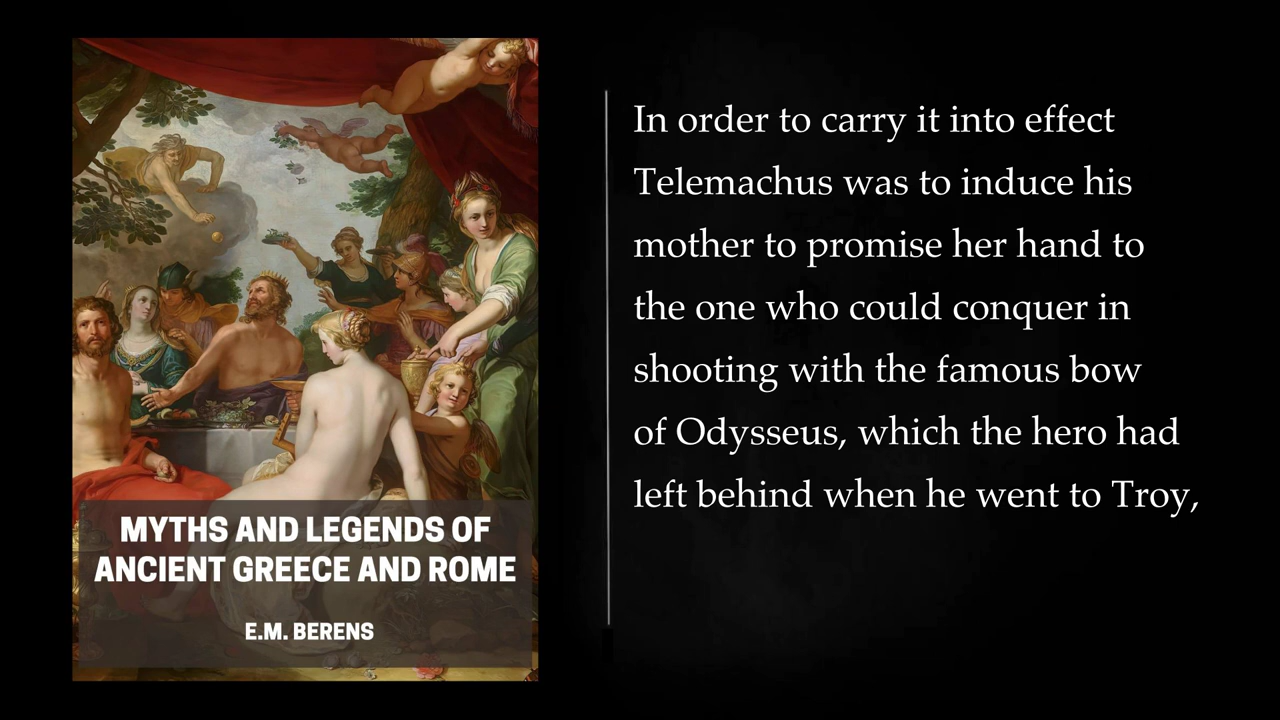 MYTHS AND LEGENDS OF
ANCIENT GREECE AND ROME
E.M. BERENS
In order to carry it into effect
Telemachus was to induce his
mother to promise her hand to
the one who could conquer in
shooting with the famous bow
of Odysseus, which the hero had
left behind when he went to Troy,